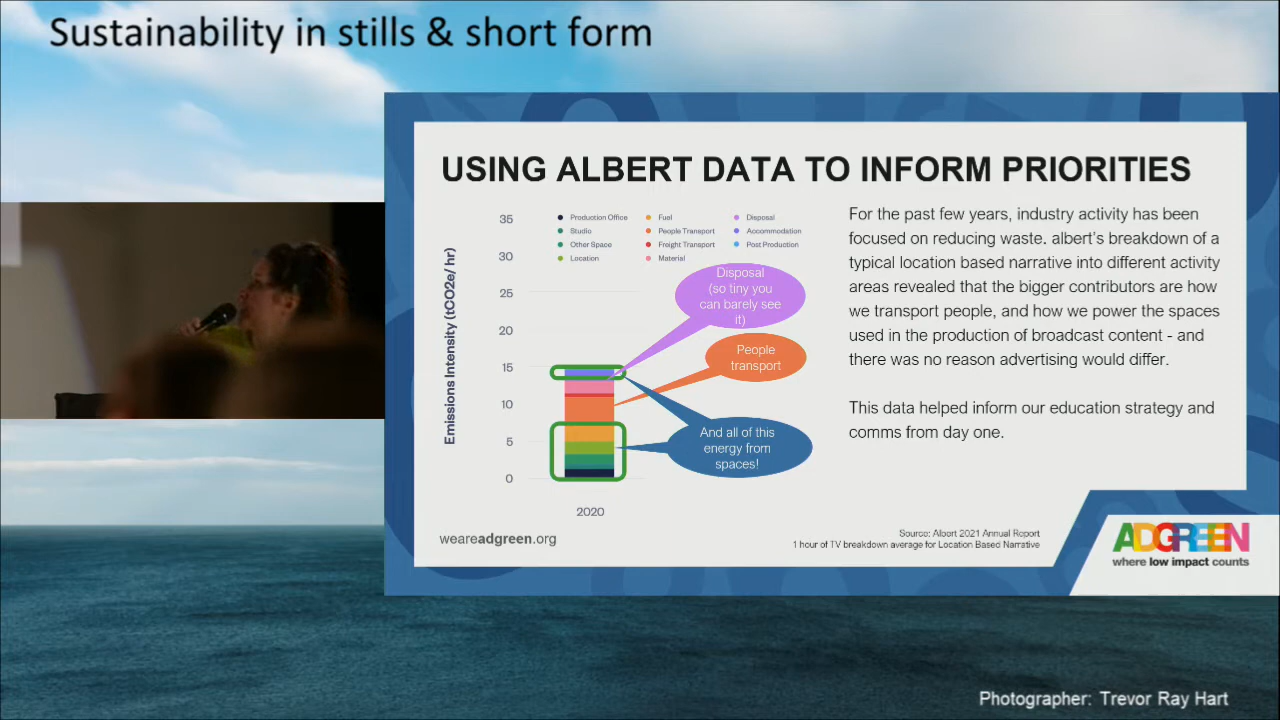 Sustainability in stills & short form
USING ALBERT DATA TO INFORM PRIORITIES
Emissions Intensity (tCO2e/ hr)
35
30
25
20
15
10
5
0
2020
Production Office
Studio
Other Space
Location
Fuel
People Transport
Freight Transport
Material
Disposal
Accommodation
Post Production
Disposal
(so tiny you
can barely see
it)
People
transport
And all of this
energy from
spaces!
For the past few years, industry activity has been
focused on reducing waste. albert's breakdown of a
typical location based narrative into different activity
areas revealed that the bigger contributors are how
we transport people, and how we power the spaces
used in the production of broadcast content - and
there was no reason advertising would differ.
This data helped inform our education strategy and
comms from day one.
weareadgreen.org
Source: Albert 2021 Annual Report
1 hour of TV breakdown average for Location Based Narrative
ADGREEN
where low impact counts
Photographer: Trevor Ray Hart